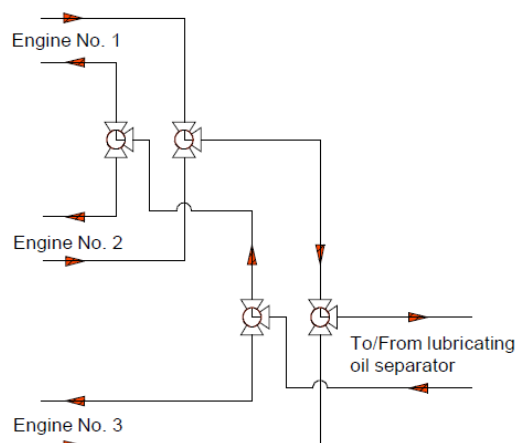 Engine No. 1
Engine No. 2
To/From lubricating
oil separator
Engine No. 3